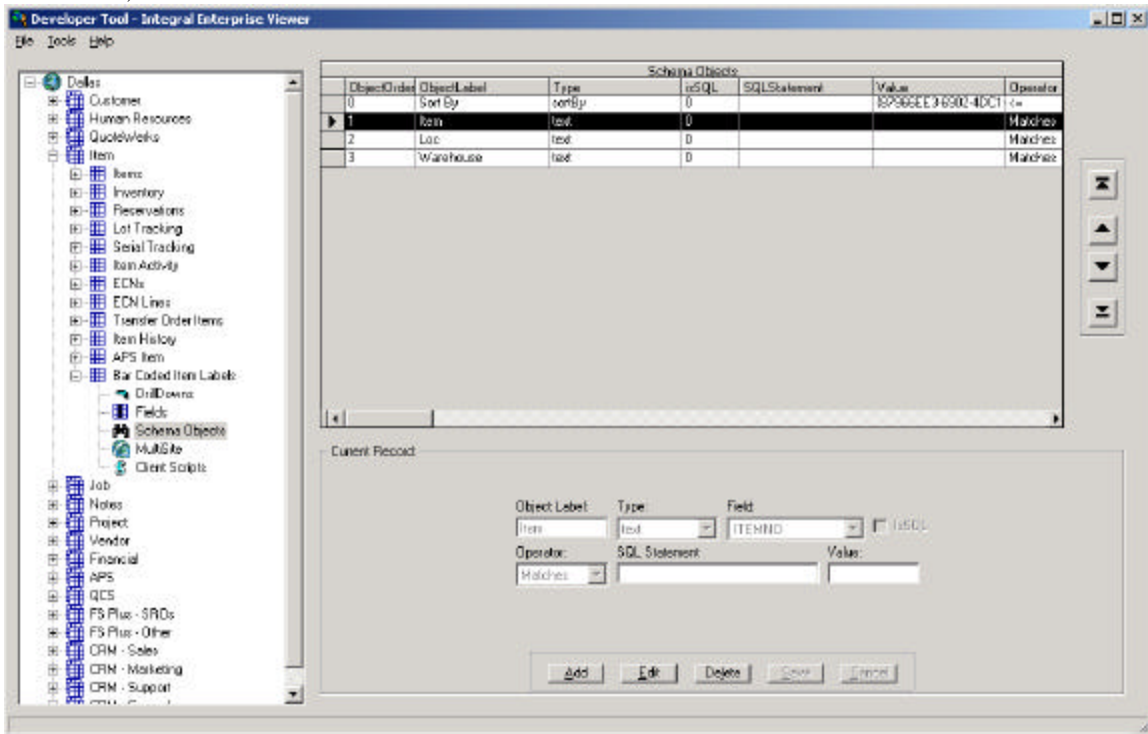 Developer Tool - Integral Enterprise Viewer
File Tools Help
Dallas
Customer
Human Resources
QuoteWerks
Item
Items
Inventory
Reservations
Lot Tracking
Serial Tracking
Item Activity
ECNs
ECN Lines
Transfer Order Items
Item History
APS Item
Bar Coded Item Labels
DrillDowns
Fields
Schema Objects
MultiSite
Client Scripts
Job
Notes
Project
Vendor
Financial
APS
QCS
FS Plus - SROs
FS Plus - Other
CRM - Sales
CRM - Marketing
CRM - Support
Schema Objects
ObjectOrder ObjectLabel Type isSQL SQLStatement Value Operator
0 Sort By sortBy 0 <=
1 Item text 0 Matches
2 Loc text 0 Matches
3 Warehouse text 0 Matches
Current Record
Object Label: Type: Field:
Item text ITEMNO IsSQL
Operator: SQL Statement Value:
Matches
Add Edit Delete Save Cancel